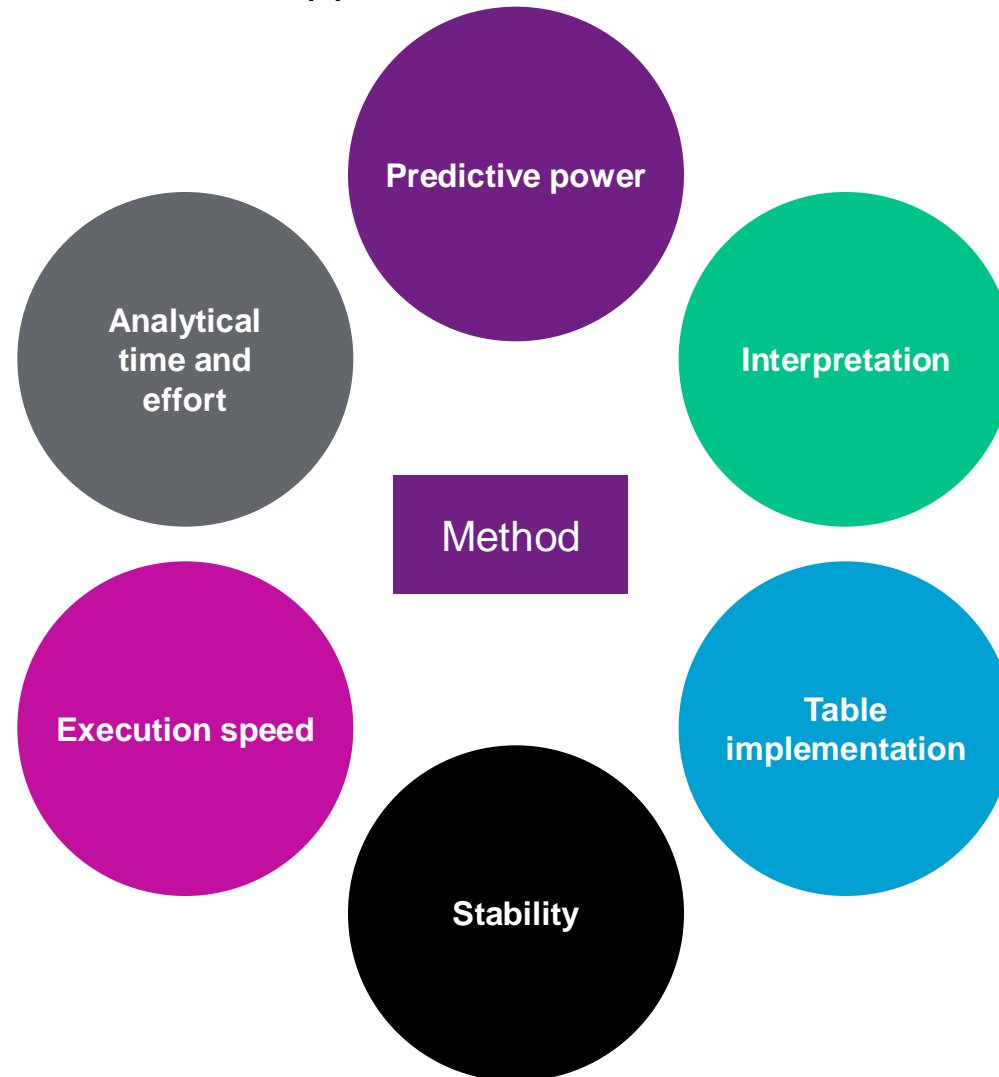 Predictive power
Analytical
time and
effort
Interpretation
Method
Execution speed
Table
implementation
Stability